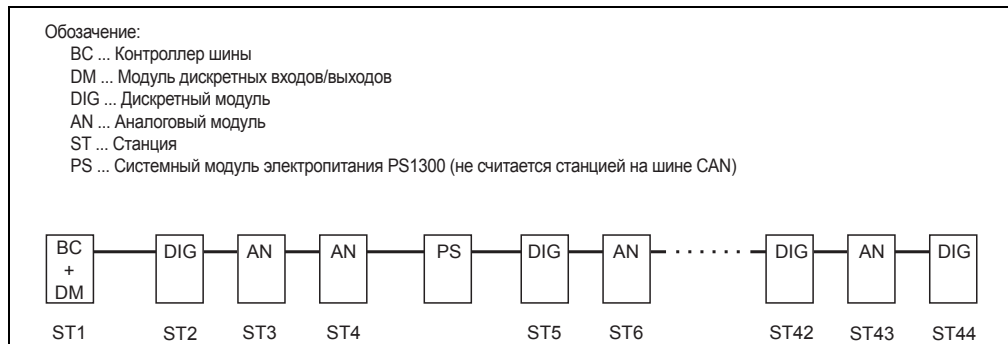 Обозачение:
BC ... Контроллер шины
DM ... Модуль дискретных входов/выходов
DIG ... Дискретный модуль
AN ... Аналоговый модуль
ST ... Станция
PS ... Системный модуль электропитания PS1300 (не считается станцией на шине CAN)
BC
+
DM
DIG
AN
AN
PS
DIG
AN
DIG
AN
DIG
ST1
ST2
ST3
ST4
ST5
ST6
ST42
ST43
ST44